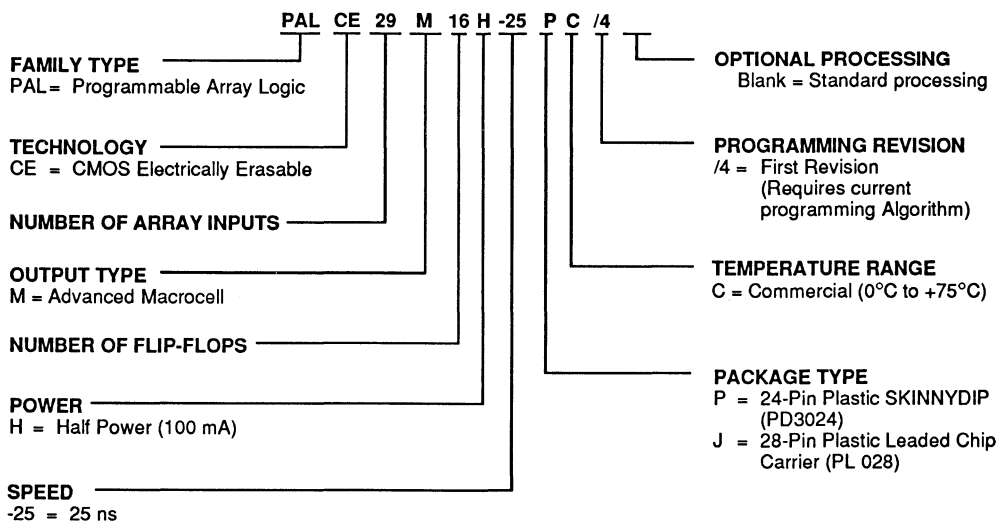 PAL CE 29 M 16 H -25 P C /4
FAMILY TYPE
PAL = Programmable Array Logic
TECHNOLOGY
CE = CMOS Electrically Erasable
NUMBER OF ARRAY INPUTS
OUTPUT TYPE
M = Advanced Macrocell
NUMBER OF FLIP-FLOPS
POWER
H = Half Power (100 mA)
SPEED
-25 = 25 ns
OPTIONAL PROCESSING
Blank = Standard processing
PROGRAMMING REVISION
/4 = First Revision
(Requires current
programming Algorithm)
TEMPERATURE RANGE
C = Commercial (0°C to +75°C)
PACKAGE TYPE
P = 24-Pin Plastic SKINNYDIP
(PD3024)
J = 28-Pin Plastic Leaded Chip
Carrier (PL 028)